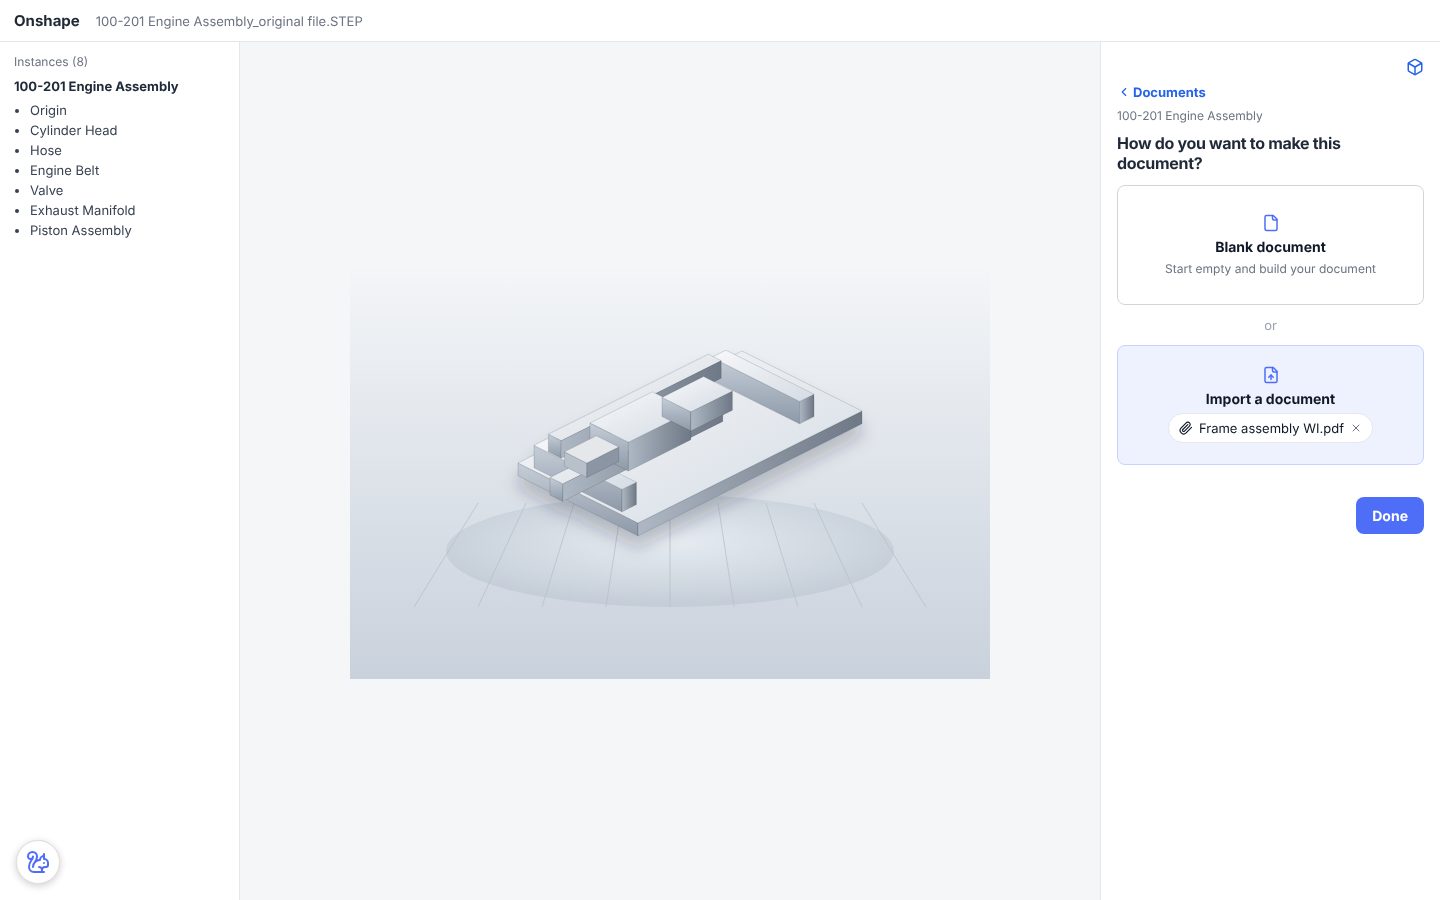 Onshape 100-201 Engine Assembly_original file.STEP
Instances (8)
100-201 Engine Assembly
Origin
Cylinder Head
Hose
Engine Belt
Valve
Exhaust Manifold
Piston Assembly
Documents
100-201 Engine Assembly
How do you want to make this
document?
Blank document
Start empty and build your document
or
Import a document
Frame assembly WI.pdf
Done